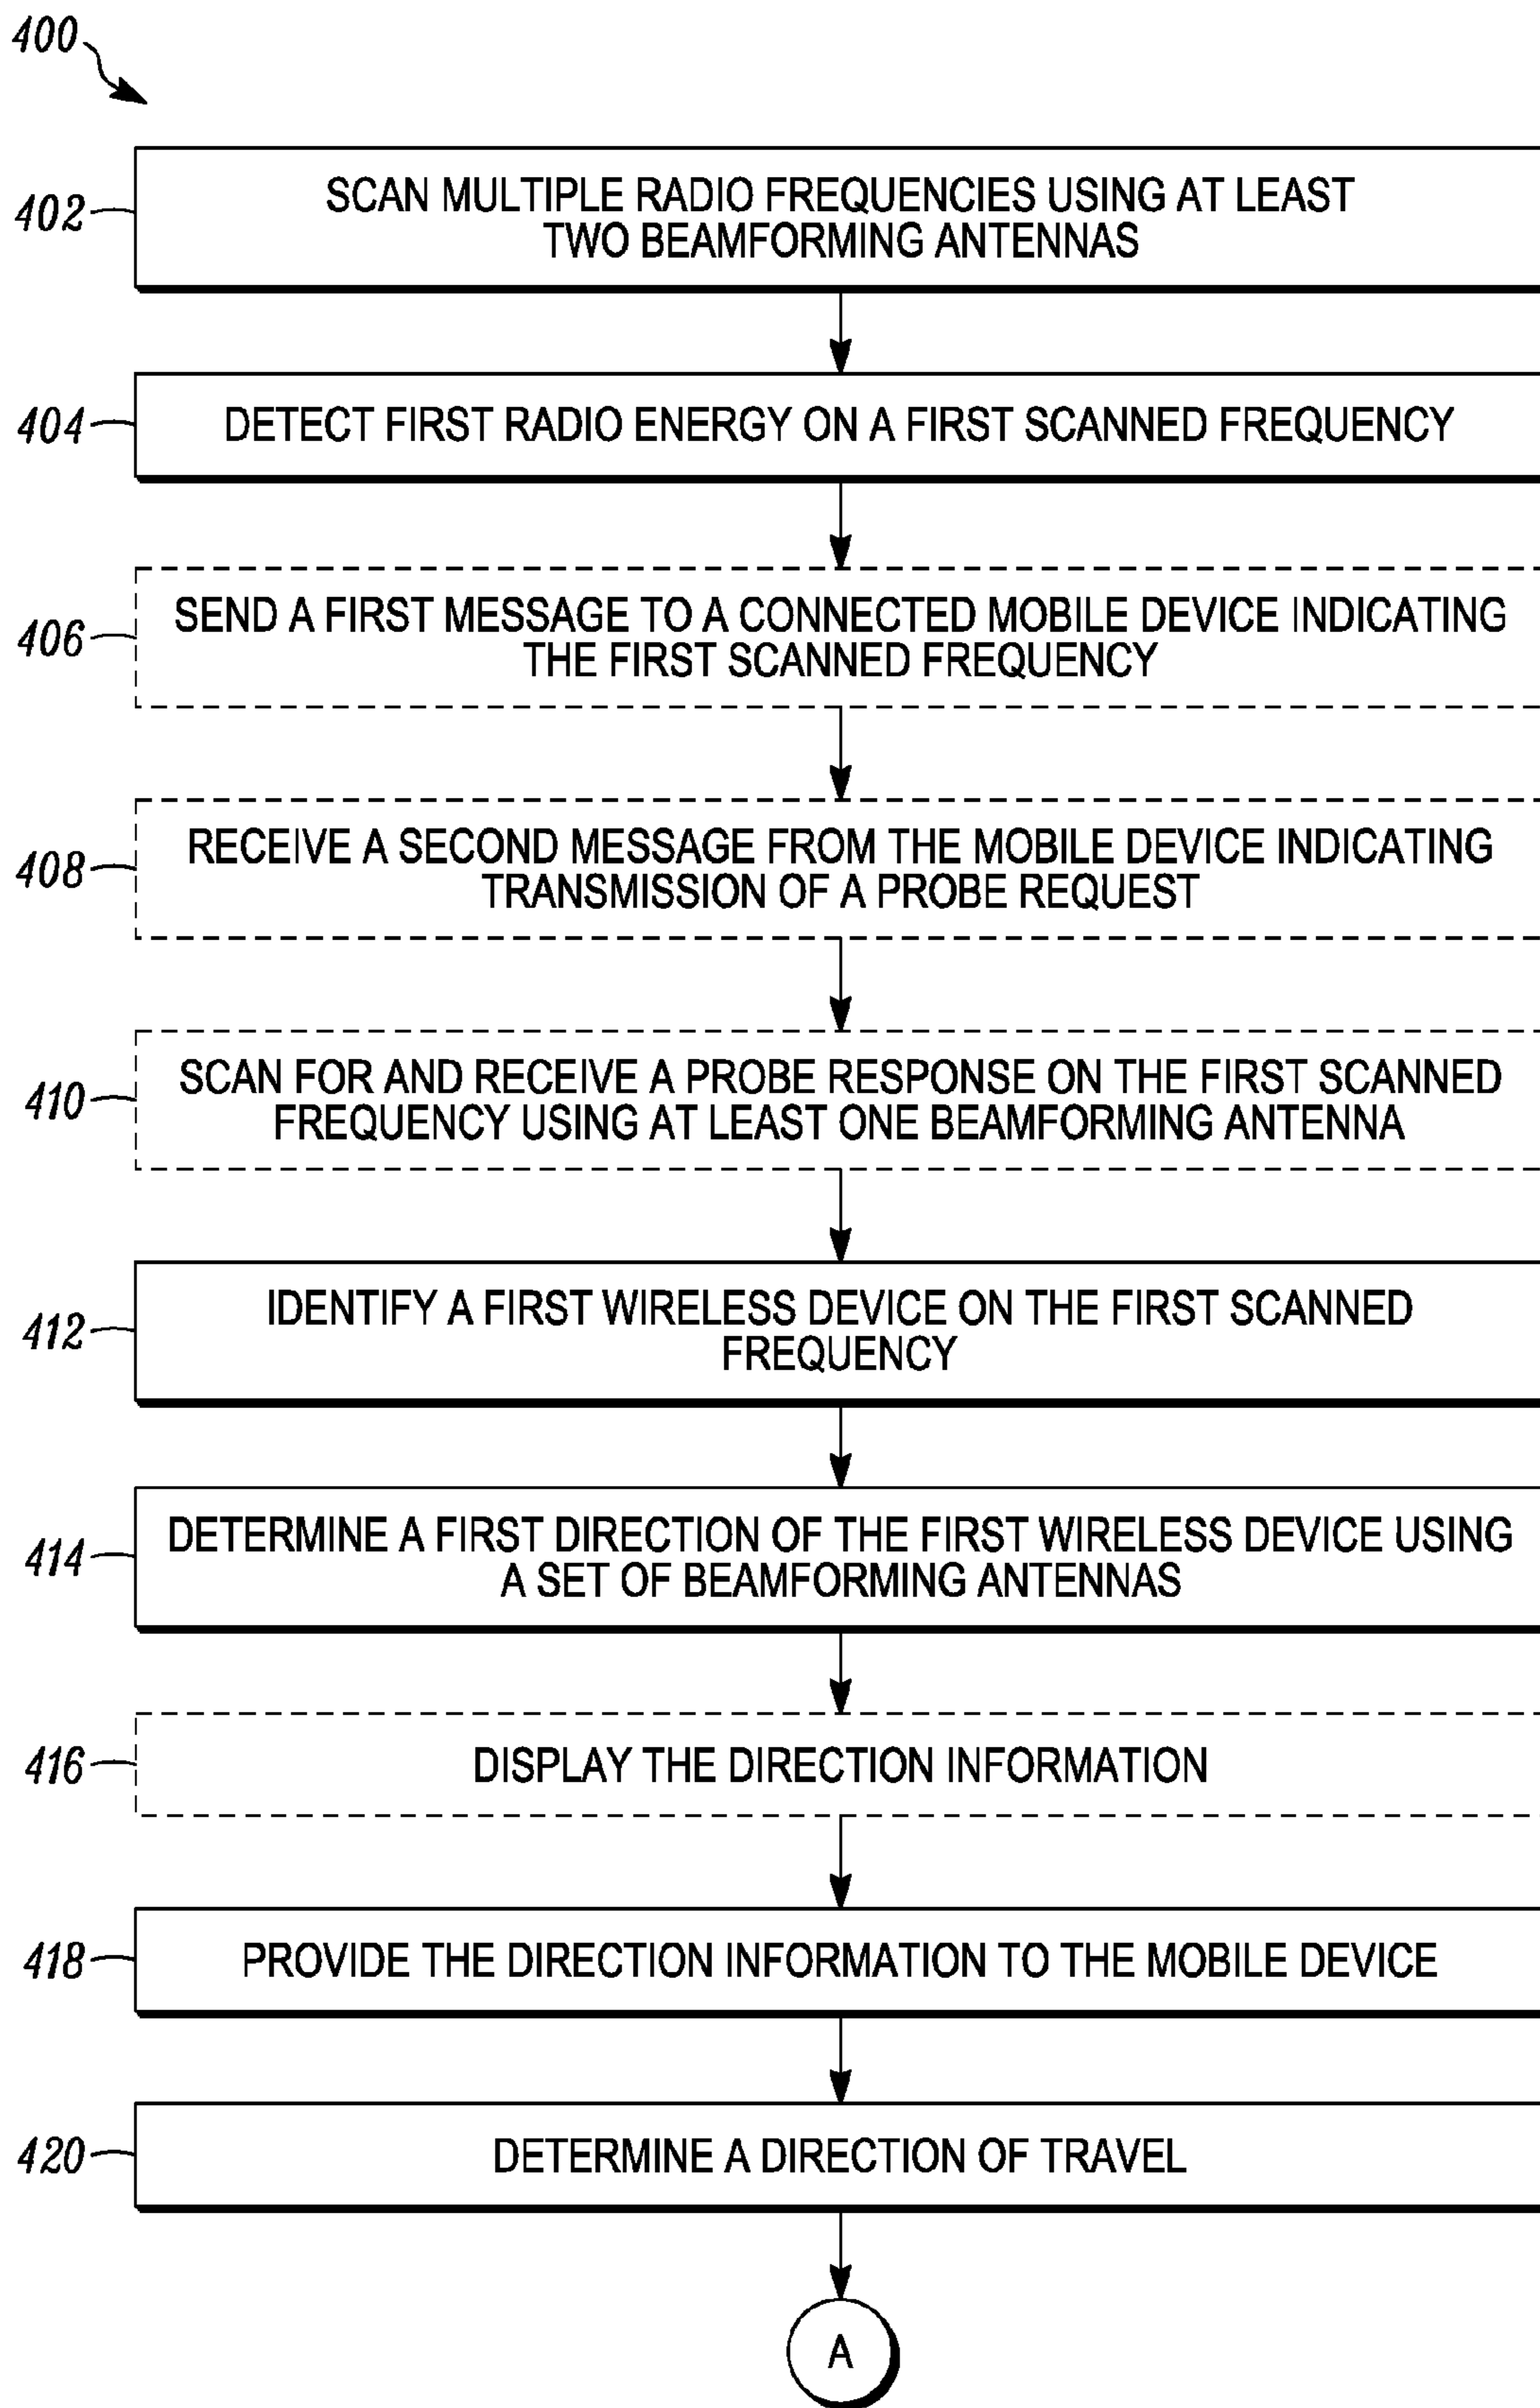 400
402
SCAN MULTIPLE RADIO FREQUENCIES USING AT LEAST
TWO BEAMFORMING ANTENNAS
404
DETECT FIRST RADIO ENERGY ON A FIRST SCANNED FREQUENCY
406
SEND A FIRST MESSAGE TO A CONNECTED MOBILE DEVICE INDICATING
THE FIRST SCANNED FREQUENCY
408
RECEIVE A SECOND MESSAGE FROM THE MOBILE DEVICE INDICATING
TRANSMISSION OF A PROBE REQUEST
410
SCAN FOR AND RECEIVE A PROBE RESPONSE ON THE FIRST SCANNED
FREQUENCY USING AT LEAST ONE BEAMFORMING ANTENNA
412
IDENTIFY A FIRST WIRELESS DEVICE ON THE FIRST SCANNED
FREQUENCY
414
DETERMINE A FIRST DIRECTION OF THE FIRST WIRELESS DEVICE USING
A SET OF BEAMFORMING ANTENNAS
416
DISPLAY THE DIRECTION INFORMATION
418
PROVIDE THE DIRECTION INFORMATION TO THE MOBILE DEVICE
420
DETERMINE A DIRECTION OF TRAVEL
A